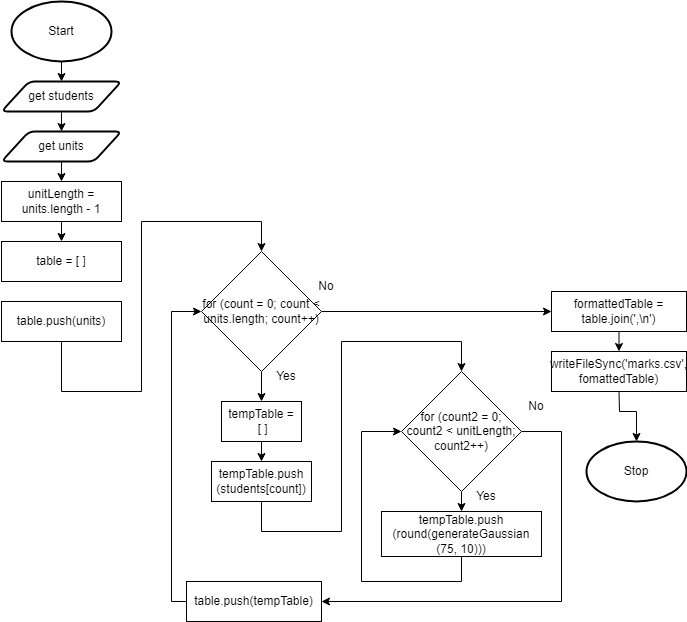 Start
get students
get units
unitLength =
units.length - 1
table = [ ]
table.push(units)
for (count = 0; count <
units.length; count++)
No
Yes
tempTable =
[ ]
tempTable.push
(students[count])
for (count2 = 0;
count2 < unitLength;
count2++)
No
Yes
tempTable.push
(round(generateGaussian
(75, 10)))
table.push(tempTable)
formattedTable =
table.join(',\n')
writeFileSync('marks.csv',
fomattedTable)
Stop